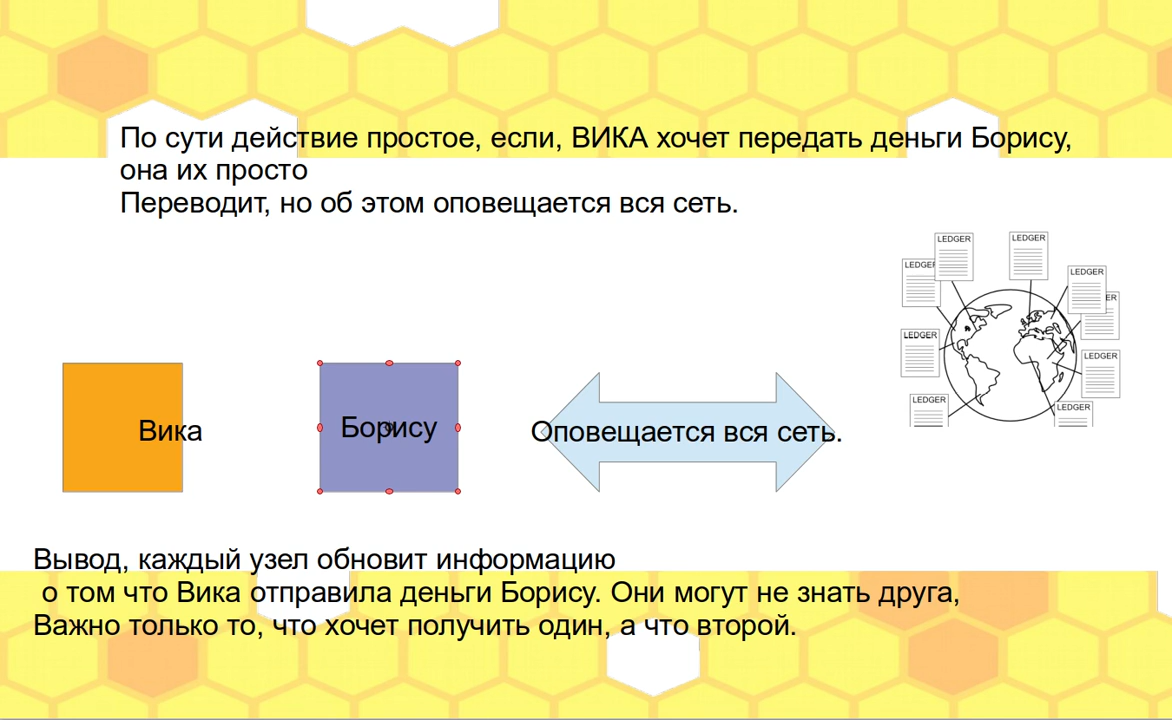 По сути действие простое, если, ВИКА хочет передать деньги Борису,
она их просто
Переводит, но об этом оповещается вся сеть.
LEDGER
LEDGER
LEDGER
LEDGER
LEDGER
LEDGER
LEDGER
LEDGER
Вика
Борису
Оповещается вся сеть.
Вывод, каждый узел обновит информацию
о том что Вика отправила деньги Борису. Они могут не знать друга,
Важно только то, что хочет получить один, а что второй.